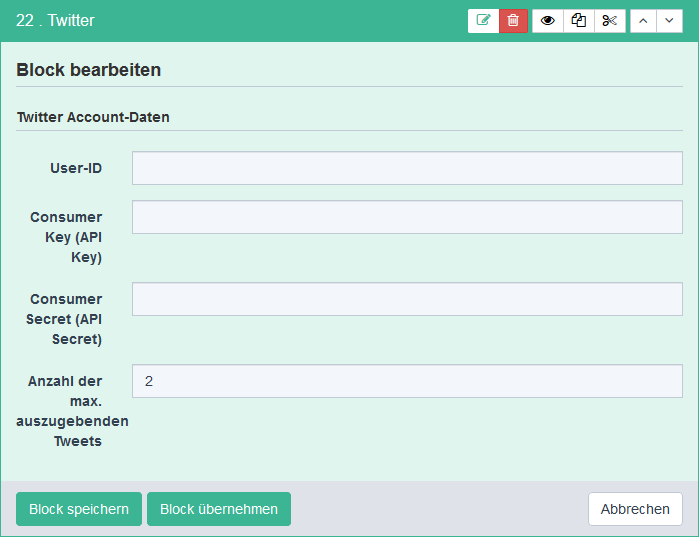 22 . Twitter
Block bearbeiten
Twitter Account-Daten
User-ID
Consumer
Key (API
Key)
Consumer
Secret (API
Secret)
Anzahl der
max.
auszugebenden
Tweets
2
Block speichern
Block übernehmen
Abbrechen